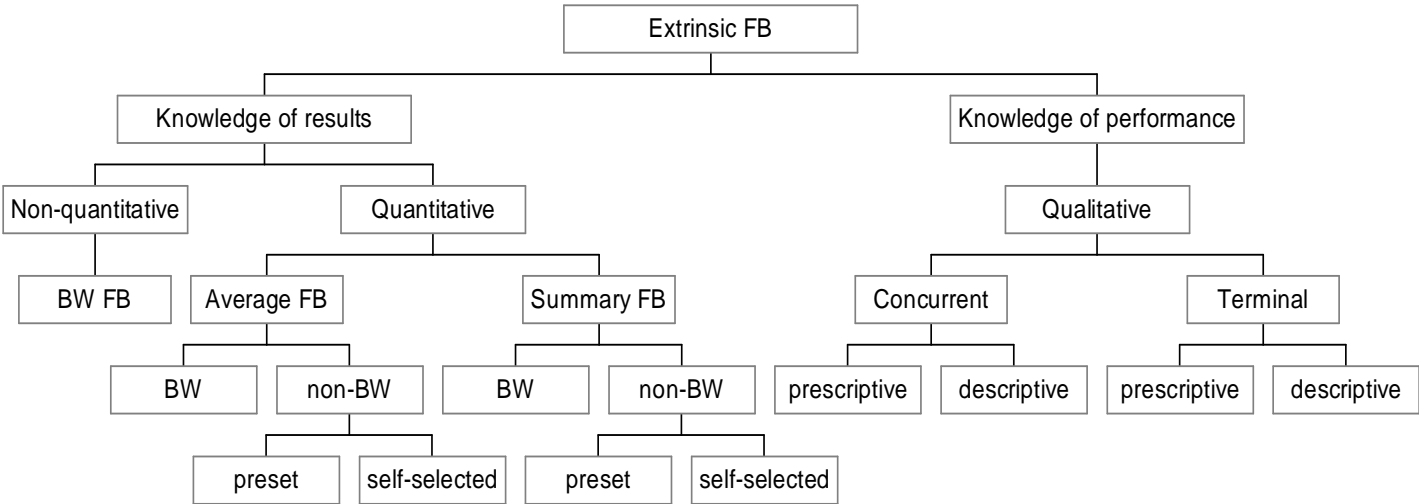 Extrinsic FB
Knowledge of results
Knowledge of performance
Non-quantitative
Quantitative
Qualitative
BW FB
Average FB
Summary FB
Concurrent
Terminal
BW
non-BW
BW
non-BW
prescriptive
descriptive
prescriptive
descriptive
preset
self-selected
preset
self-selected